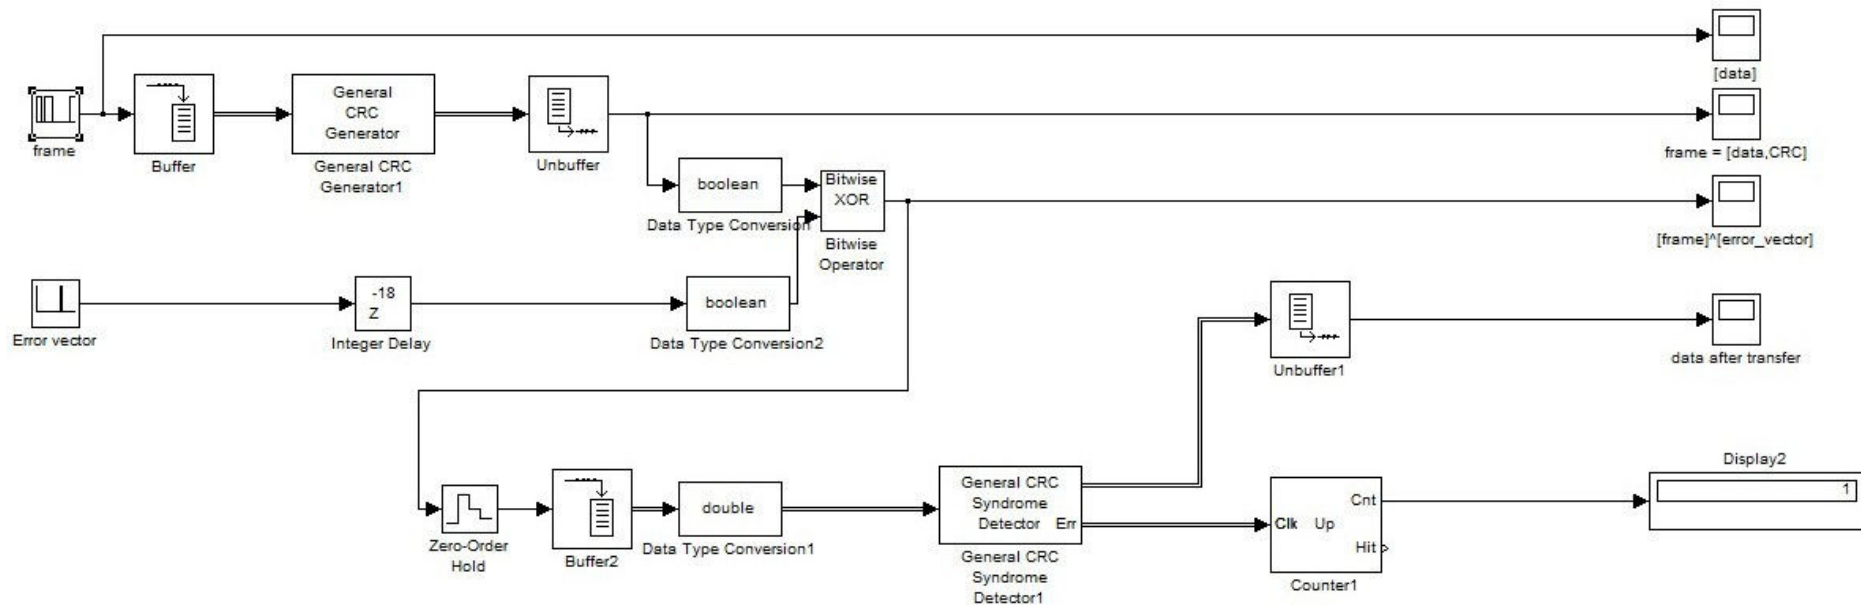 [data]
frame
Buffer
General
CRC
Generator
General CRC
Generator1
Unbuffer
frame = [data,CRC]
boolean
Data Type Conversion
Bitwise
XOR
Bitwise
Operator
[frame]^[error_vector]
Error vector
-18
Z
Integer Delay
boolean
Data Type Conversion2
Unbuffer1
data after transfer
Zero-Order
Hold
Buffer2
double
Data Type Conversion1
General CRC
Syndrome
Detector Err
General CRC
Syndrome
Detector1
Cnt
Clk Up
Hit
Counter1
Display2
1